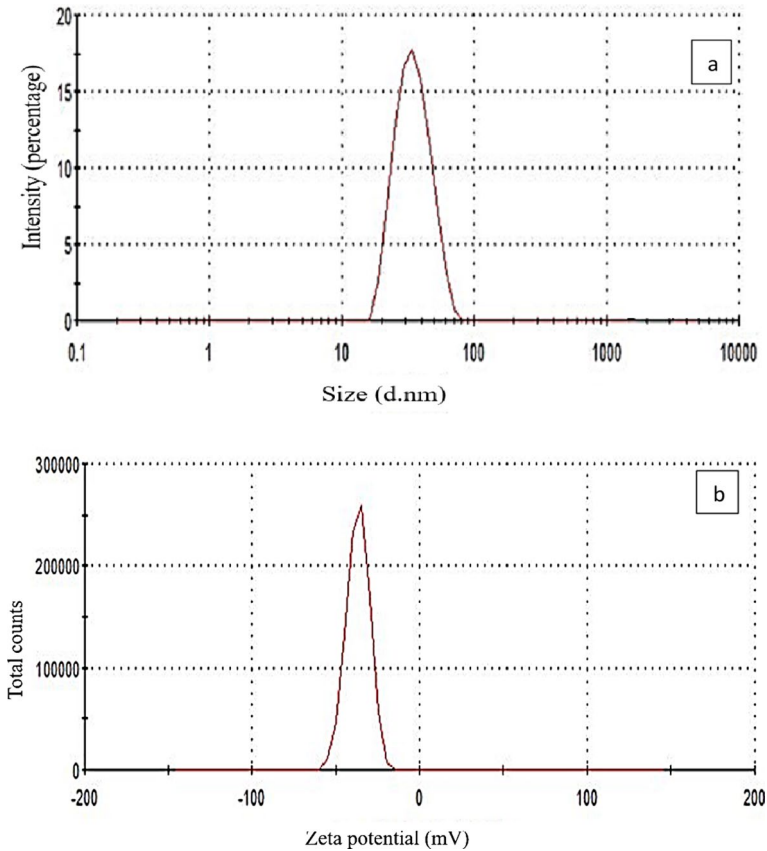 20
a
15
10
5
0
Intensity (percentage)
0.1 1 10 100 1000 10000
Size (d.nm)
300000
b
200000
100000
0
Total counts
-200 -100 0 100 200
Zeta potential (mV)